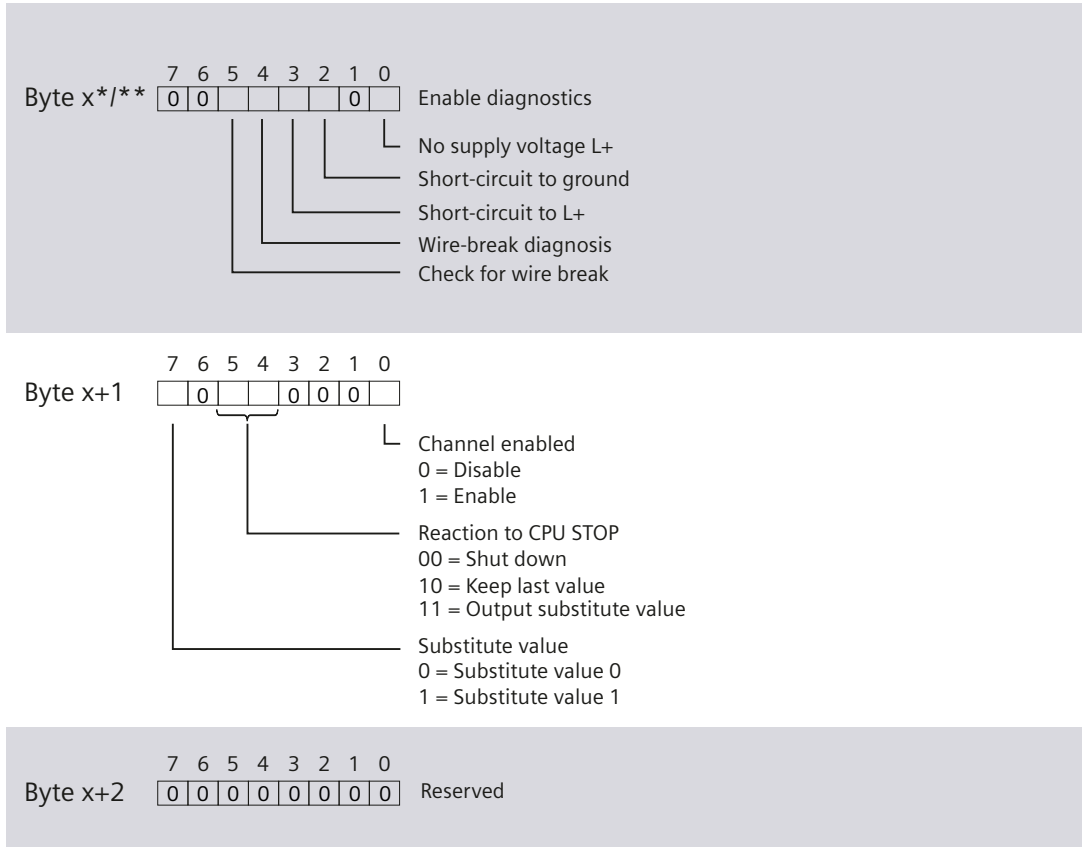 7 6 5 4 3 2 1 0
Byte x*/** 0 0 0 Enable diagnostics
No supply voltage L+
Short-circuit to ground
Short-circuit to L+
Wire-break diagnosis
Check for wire break
7 6 5 4 3 2 1 0
Byte x+1 0 0 0 0
Channel enabled
0 = Disable
1 = Enable
Reaction to CPU STOP
00 = Shut down
10 = Keep last value
11 = Output substitute value
Substitute value
0 = Substitute value 0
1 = Substitute value 1
7 6 5 4 3 2 1 0
Byte x+2 0 0 0 0 0 0 0 0 Reserved